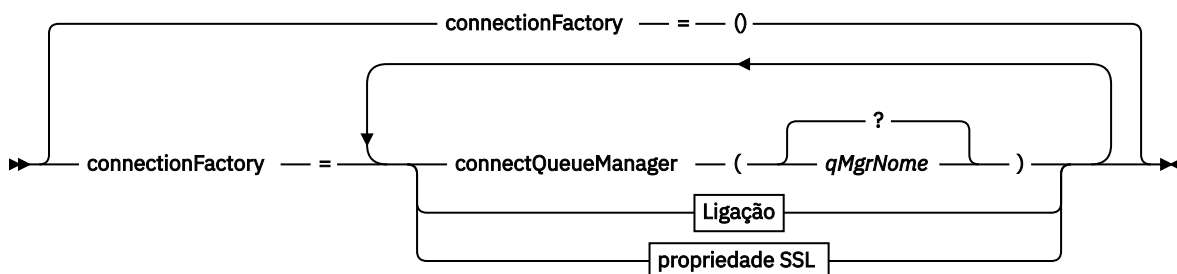 connectionFactory = ()
?
connectionFactory = connectQueueManager ( qMgrNome )
Ligação
propriedade SSL